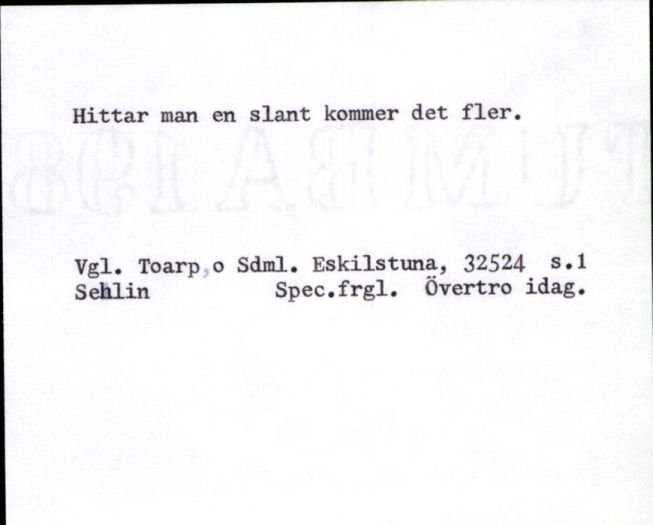 Hittar man en slant kommer det fler.
Vgl. Toarp,o Sdml. Eskilstuna, 32524 s.1
Sehlin Spec.frgl. Övertro idag.